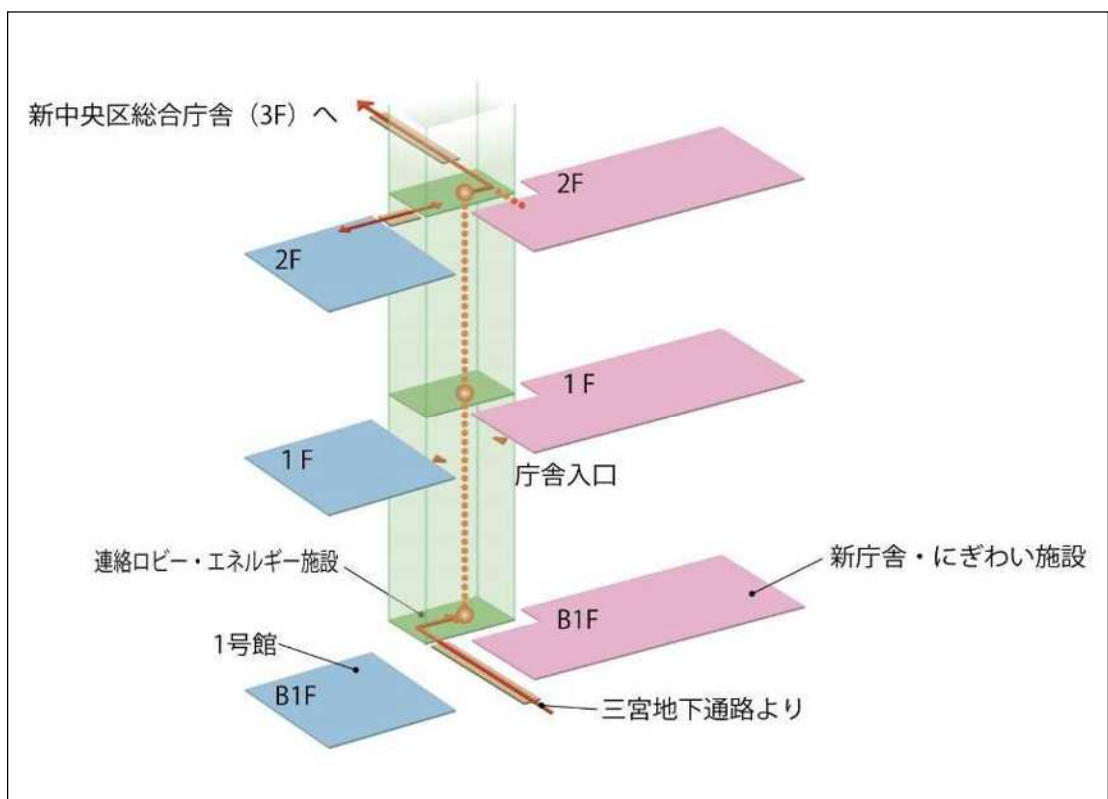 新中央区総合庁舎（3F）へ
2F
2F
1F
1F
庁舎入口
連絡ロビー・エネルギー施設
新庁舎・にぎわい施設
B1F
1号館
B1F
三宮地下通路より